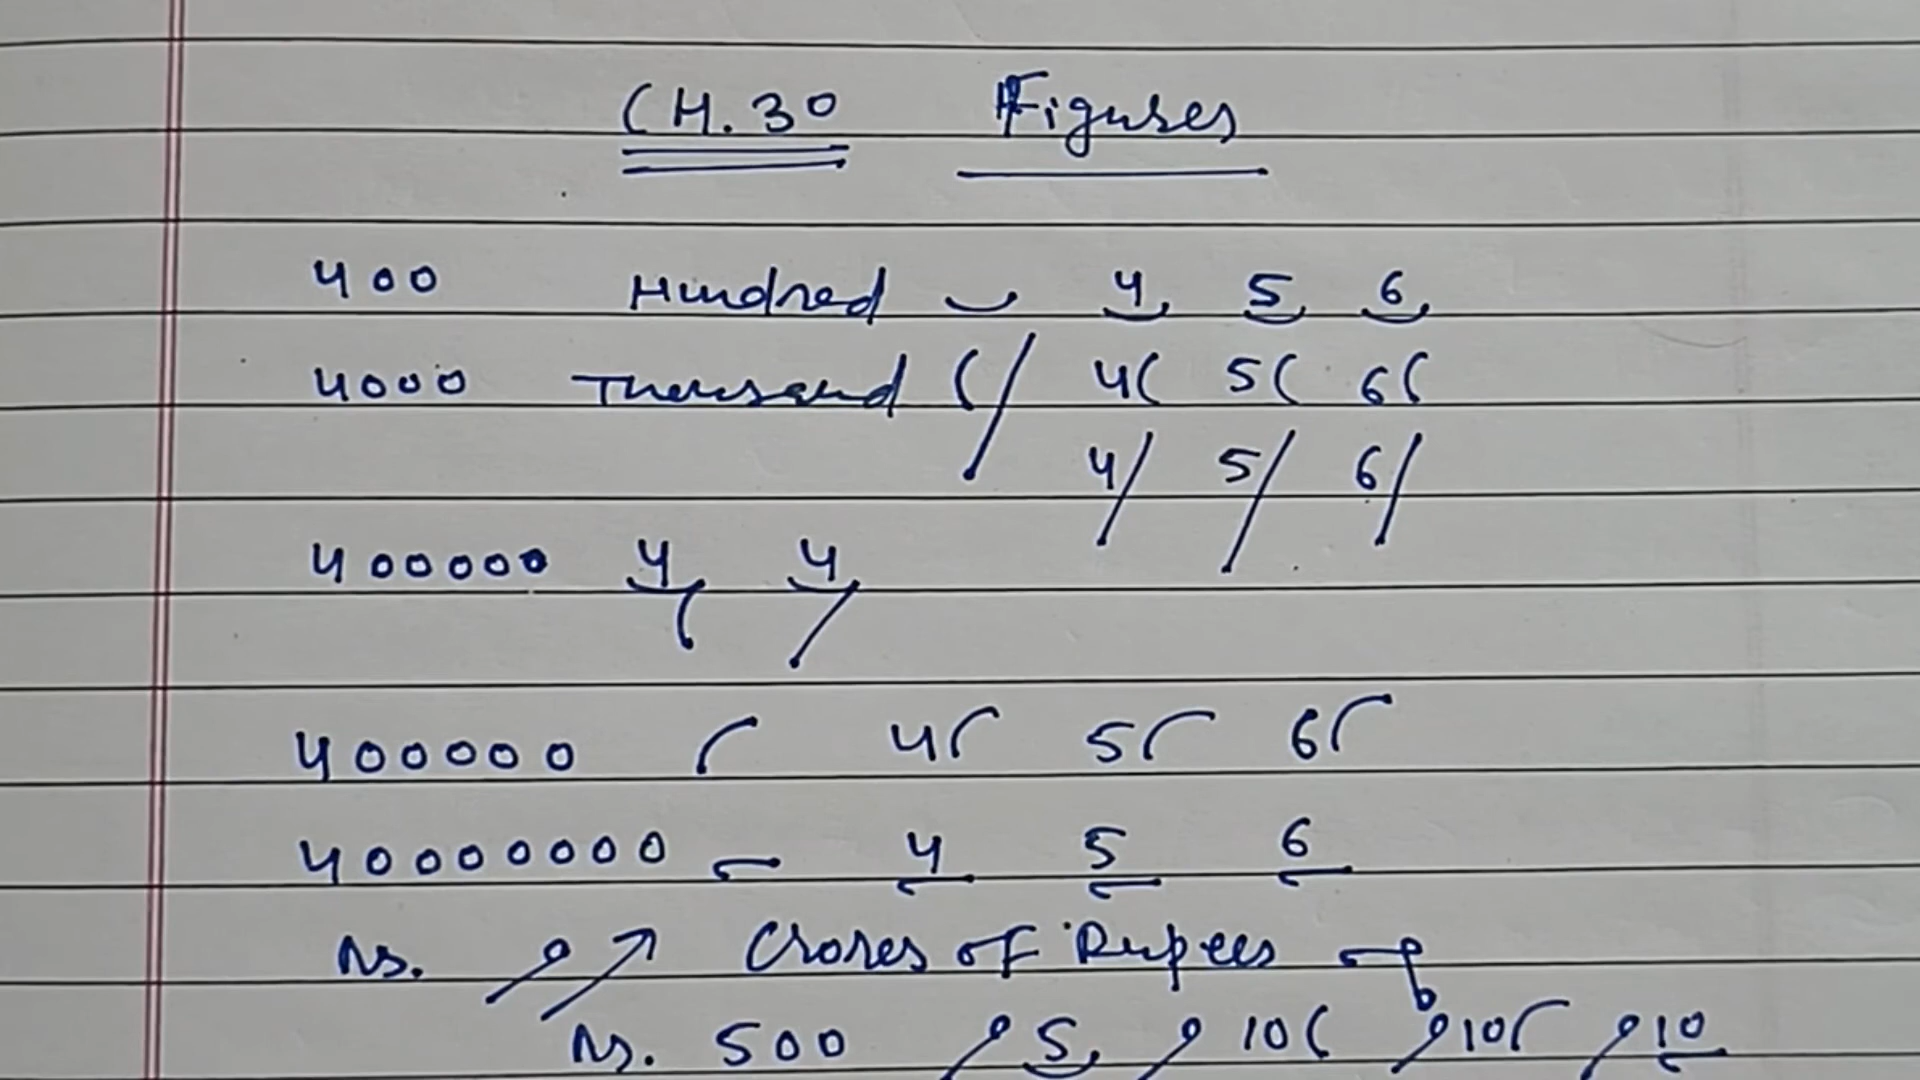 CH. 30 Figures
400 Hundred 4 5 6
4000 Thousand 4 5 6
4 5 6
400000 4 4
400000 4 5 6
40000000 4 5 6
Rs. Crores of Rupees
Rs. 500 5 10 10 10